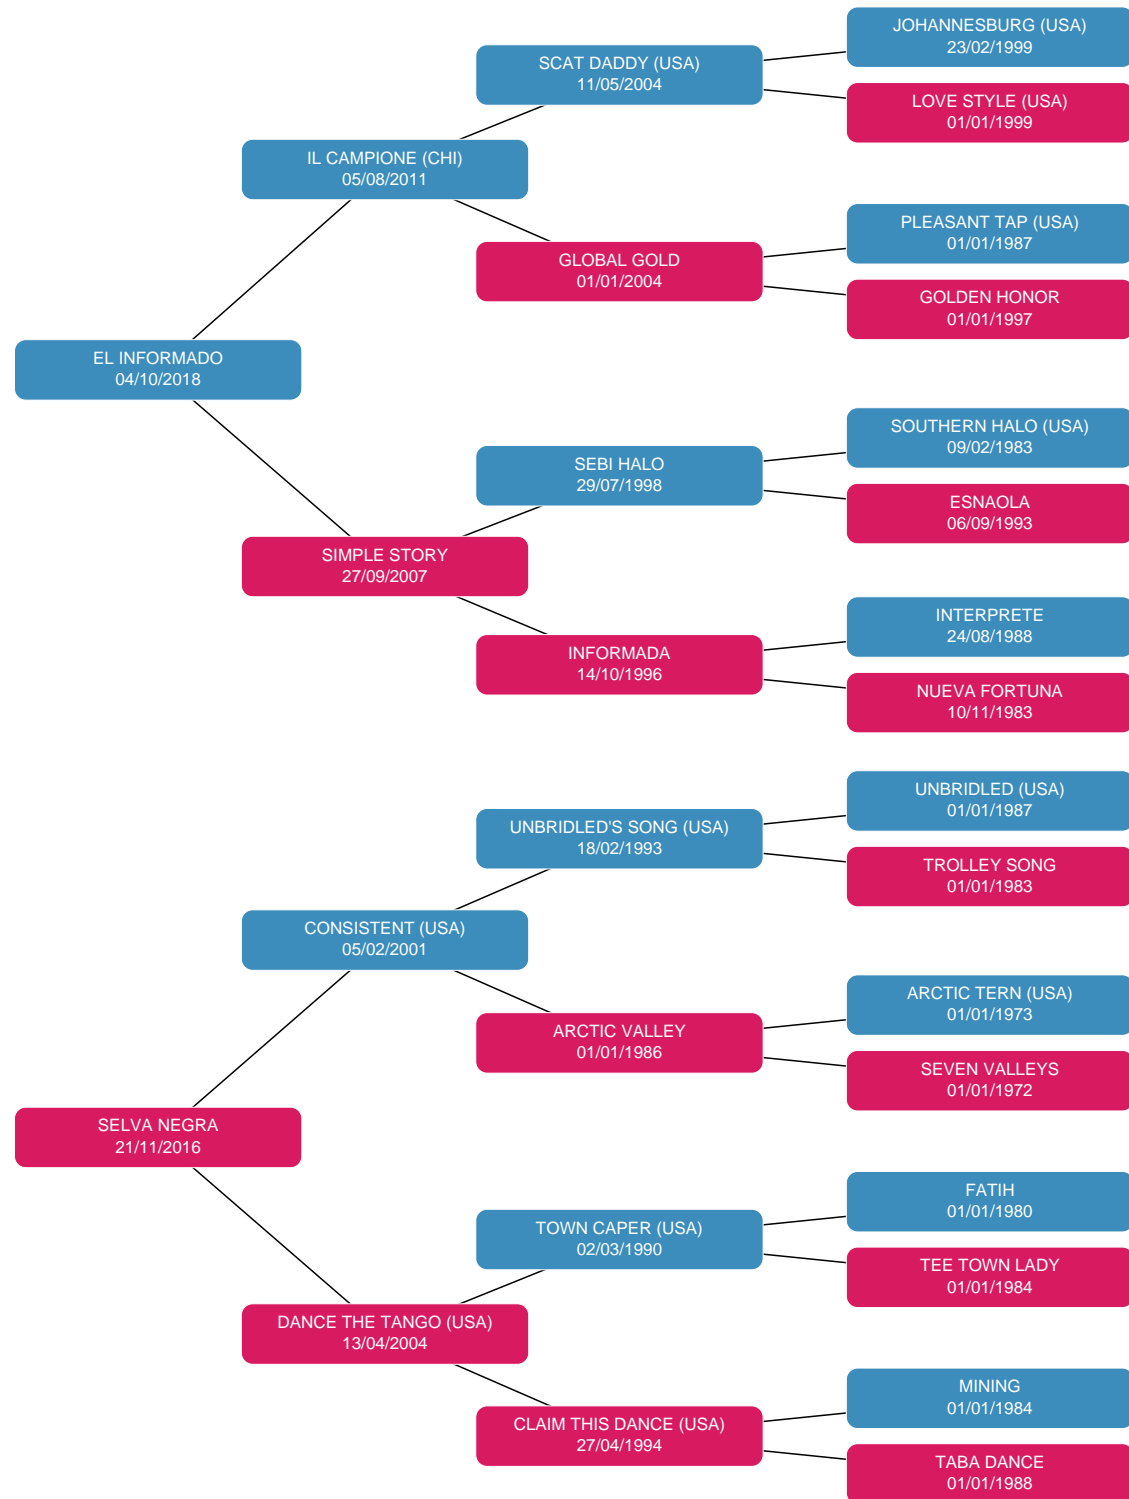 JOHANNESBURG (USA)
23/02/1999
SCAT DADDY (USA)
11/05/2004
LOVE STYLE (USA)
01/01/1999
IL CAMPIONE (CHI)
05/08/2011
PLEASANT TAP (USA)
01/01/1987
GLOBAL GOLD
01/01/2004
GOLDEN HONOR
01/01/1997
EL INFORMADO
04/10/2018
SOUTHERN HALO (USA)
09/02/1983
SEBI HALO
29/07/1998
ESNAOLA
06/09/1993
SIMPLE STORY
27/09/2007
INTERPRETE
24/08/1988
INFORMADA
14/10/1996
NUEVA FORTUNA
10/11/1983
UNBRIDLED (USA)
01/01/1987
UNBRIDLED'S SONG (USA)
18/02/1993
TROLLEY SONG
01/01/1983
CONSISTENT (USA)
05/02/2001
ARCTIC TERN (USA)
01/01/1973
ARCTIC VALLEY
01/01/1986
SEVEN VALLEYS
01/01/1972
SELVA NEGRA
21/11/2016
FATIH
01/01/1980
TOWN CAPER (USA)
02/03/1990
TEE TOWN LADY
01/01/1984
DANCE THE TANGO (USA)
13/04/2004
MINING
01/01/1984
CLAIM THIS DANCE (USA)
27/04/1994
TABA DANCE
01/01/1988